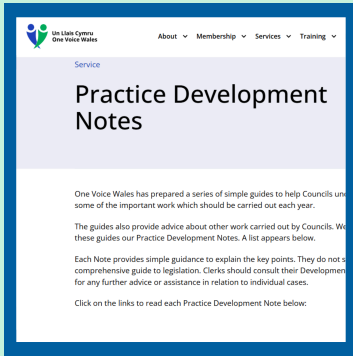 Un Llais Cymru
One Voice Wales
About Membership Services Training
Service
Practice Development
Notes
One Voice Wales has prepared a series of simple guides to help Councils
some of the important work which should be carried out each year.
The guides also provide advice about other work carried out by Councils. We
these guides our Practice Development Notes. A list appears below.
Each Note provides simple guidance to explain the key points. They do not
comprehensive guide to legislation. Clerks should consult their Development
for any further advice or assistance in relation to individual cases.
Click on the links to read each Practice Development Note below: